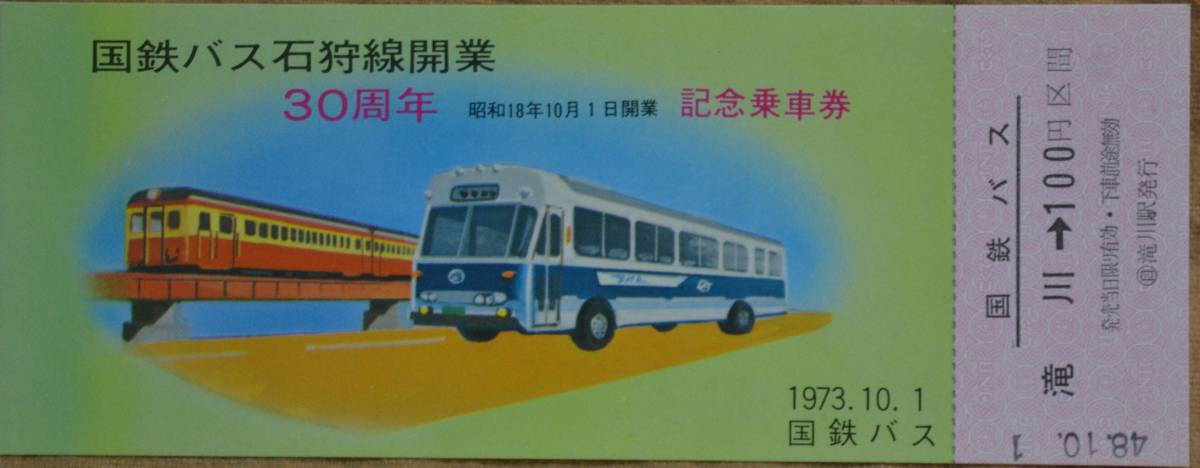 国鉄バス石狩線開業
30周年 昭和18年10月1日開業 記念乗車券
1973.10.1
国鉄バス
国鉄バス
滝川→100円区間
発売当日限り有効・下車前途無効
滝川駅発行
48.10.
1